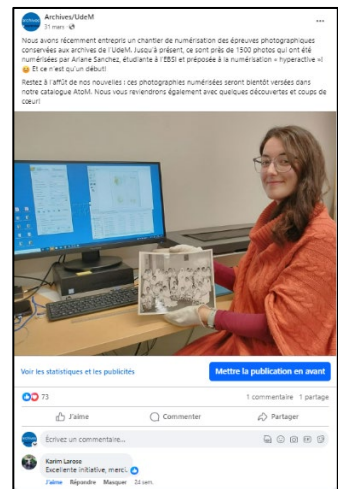 Archives/UdeM
21 mars
Nous avons récemment entrepris un chantier de numérisation des épreuves photographiques
conservées aux archives de l'UdeM. Jusqu'à présent, ce sont près de 1500 photos qui ont été
numérisées par Ariane Sanchez, étudiante à l'EBSI et préposée à la numérisation « hyperactive »!
Et ce n'est qu'un début!
Restez à l'affût de nos nouvelles : ces photographies numérisées seront bientôt versées dans
notre catalogue AtoM. Nous vous reviendrons également avec quelques découvertes et coups de
cœur!
Voir les statistiques et les publicités
Mettre la publication en avant
73
1 commentaire 1 partage
J'aime Commenter Partager
Écrivez un commentaire...
Karim Larose
Excellente initiative, merci.
J'aime Répondre Masquer 24 sem.